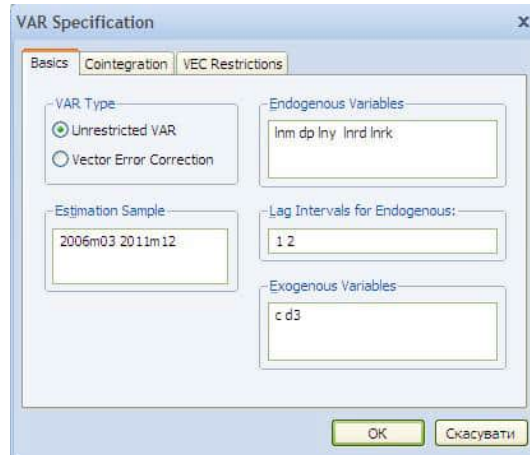 VAR Specification
x
Basics
Cointegration
VEC Restrictions
VAR Type
Unrestricted VAR
Vector Error Correction
Estimation Sample
2006m03 2011m12
Endogenous Variables
lnm dp lny lnrd lnrk
Lag Intervals for Endogenous:
1 2
Exogenous Variables
c d3
OK
Скасувати